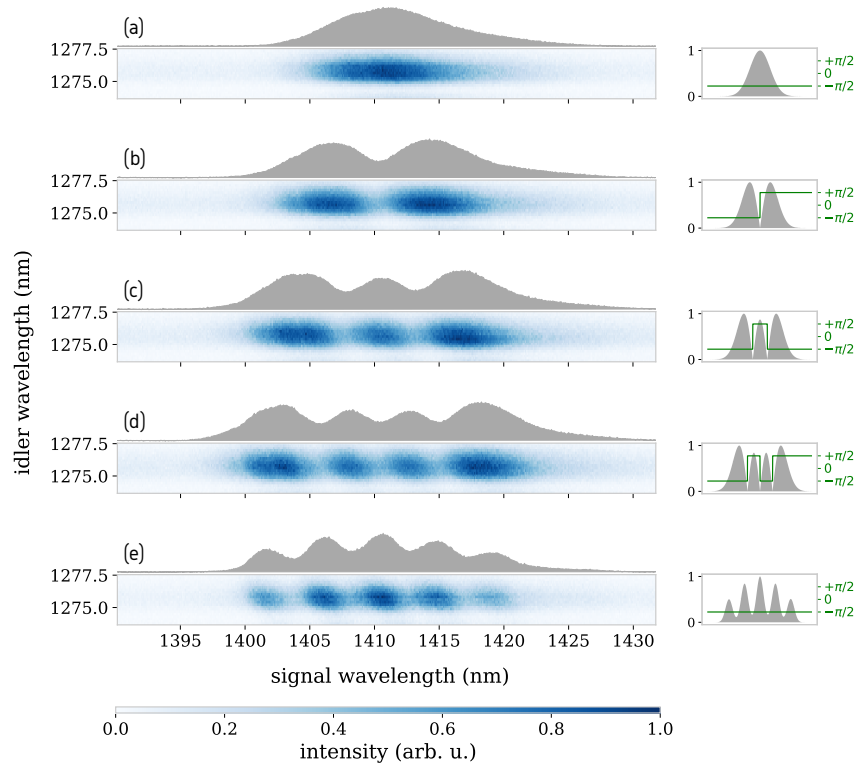 (a)
1277.5
1275.0
1
0
+π/2
0
−π/2
(b)
1277.5
1275.0
1
0
+π/2
0
−π/2
(c)
1277.5
1275.0
1
0
+π/2
0
−π/2
(d)
1277.5
1275.0
1
0
+π/2
0
−π/2
(e)
1277.5
1275.0
1
0
+π/2
0
−π/2
idler wavelength (nm)
1395 1400 1405 1410 1415 1420 1425 1430
signal wavelength (nm)
0.0 0.2 0.4 0.6 0.8 1.0
intensity (arb. u.)